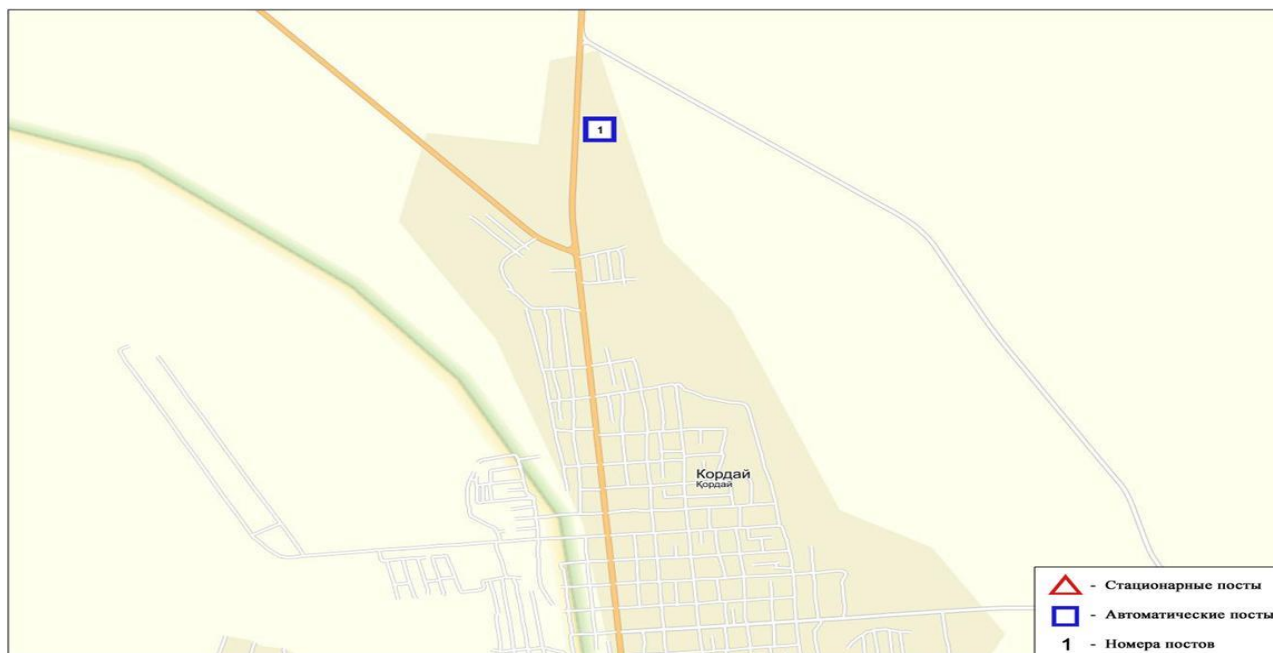 1
Кордай
Қордай
- Стационарные посты
- Автоматические посты
1 - Номера постов